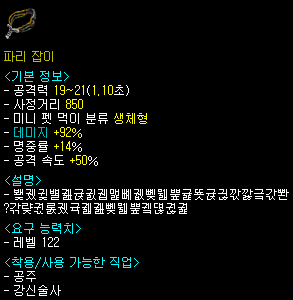 파리 잡이
<기본 정보>
- 공격력 19~21(1.10초)
- 사정거리 850
- 미니 펫 먹이 분류 생체형
- 데미지 +92%
- 명중률 +14%
- 공격 속도 +50%
<설명>
<요구 능력치>
- 레벨 122
<착용/사용 가능한 직업>
- 공주
- 강신술사